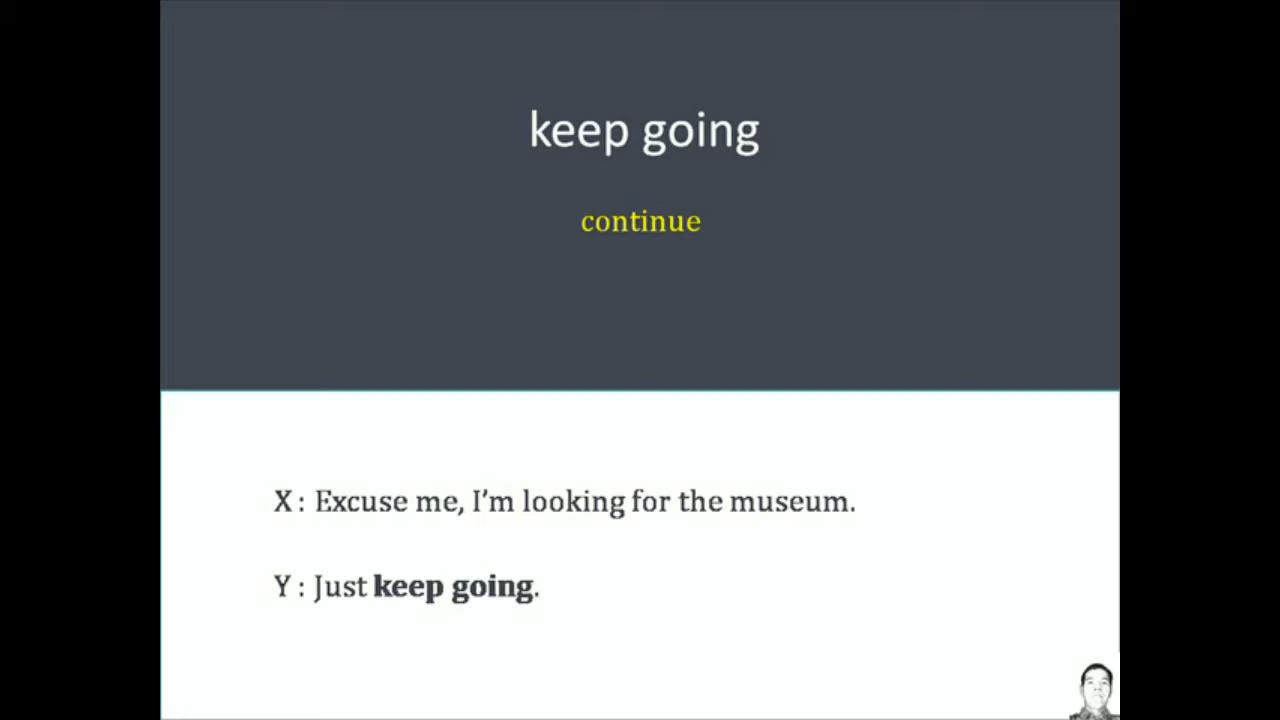 keep going
continue
X : Excuse me, I’m looking for the museum.
Y : Just keep going.